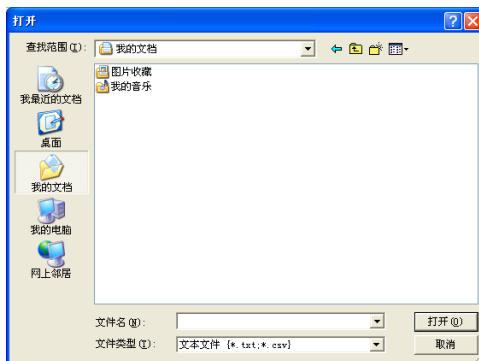 打开
查找范围(I):
我的文档
图片收藏
我的音乐
我最近的文档
桌面
我的文档
我的电脑
网上邻居
文件名(N):
打开(O)
文件类型(T):
文本文件 {*.txt;*.csv}
取消